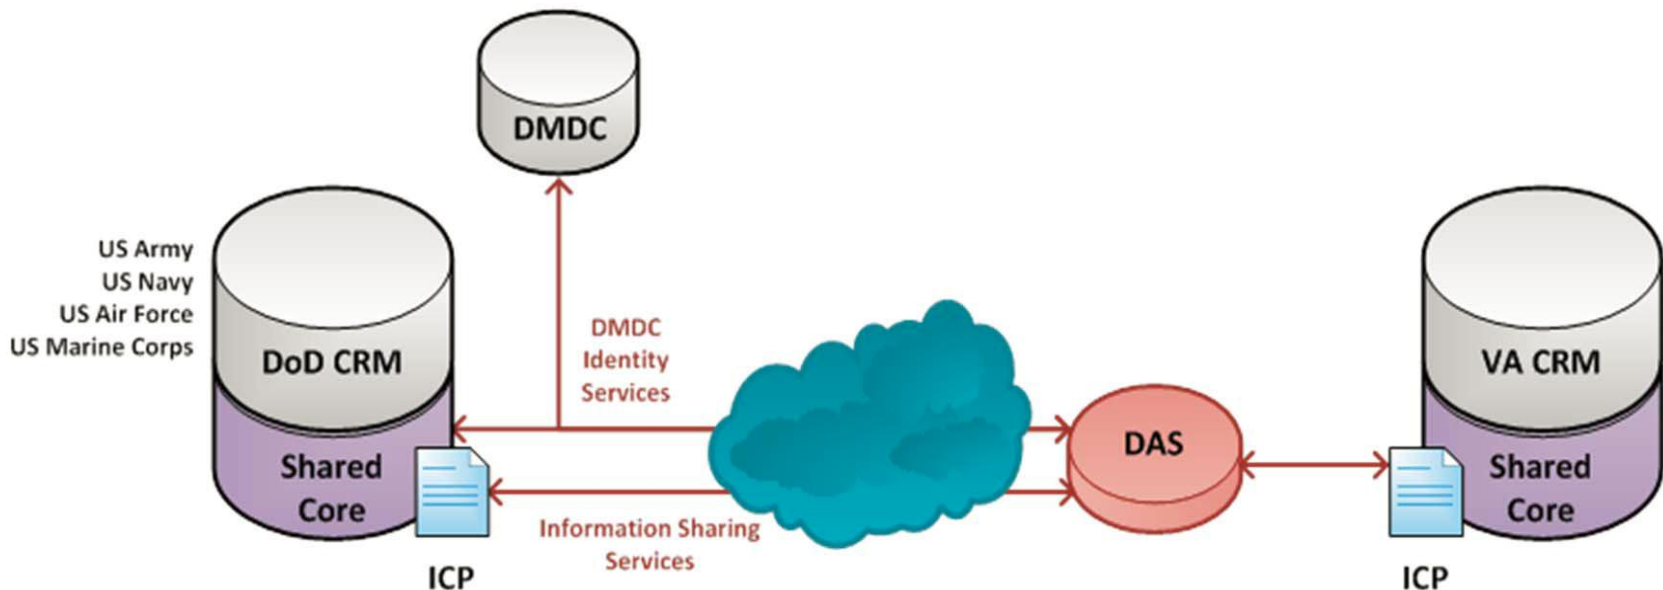 DMDC
US Army
US Navy
US Air Force
US Marine Corps
DoD CRM
Shared
Core
ICP
DMDC
Identity
Services
Information Sharing
Services
DAS
VA CRM
Shared
Core
ICP